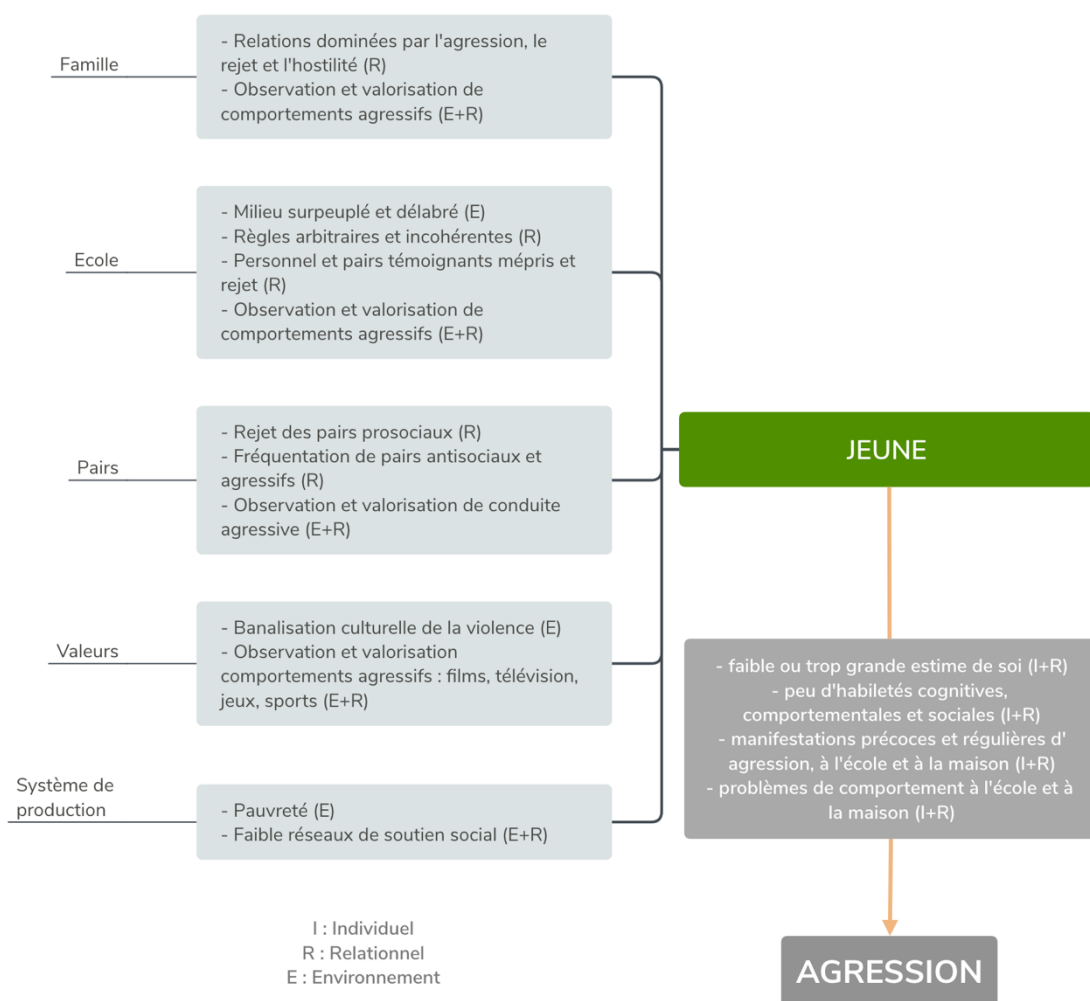 Famille
- Relations dominées par l'agression, le
rejet et l'hostilité (R)
- Observation et valorisation de
comportements agressifs (E+R)
Ecole
- Milieu surpeuplé et délabré (E)
- Règles arbitraires et incohérentes (R)
- Personnel et pairs témoignants mépris et
rejet (R)
- Observation et valorisation de
comportements agressifs (E+R)
Pairs
- Rejet des pairs prosociaux (R)
- Fréquentation de pairs antisociaux et
agressifs (R)
- Observation et valorisation de conduite
agressive (E+R)
Valeurs
- Banalisation culturelle de la violence (E)
- Observation et valorisation
comportements agressifs : films, télévision,
jeux, sports (E+R)
Système de
production
- Pauvreté (E)
- Faible réseaux de soutien social (E+R)
JEUNE
- faible ou trop grande estime de soi (I+R)
- peu d'habiletés cognitives,
comportementales et sociales (I+R)
- manifestations précoces et régulières d'
agression, à l'école et à la maison (I+R)
- problèmes de comportement à l'école et à
la maison (I+R)
AGRESSION
I : Individuel
R : Relationnel
E : Environnement